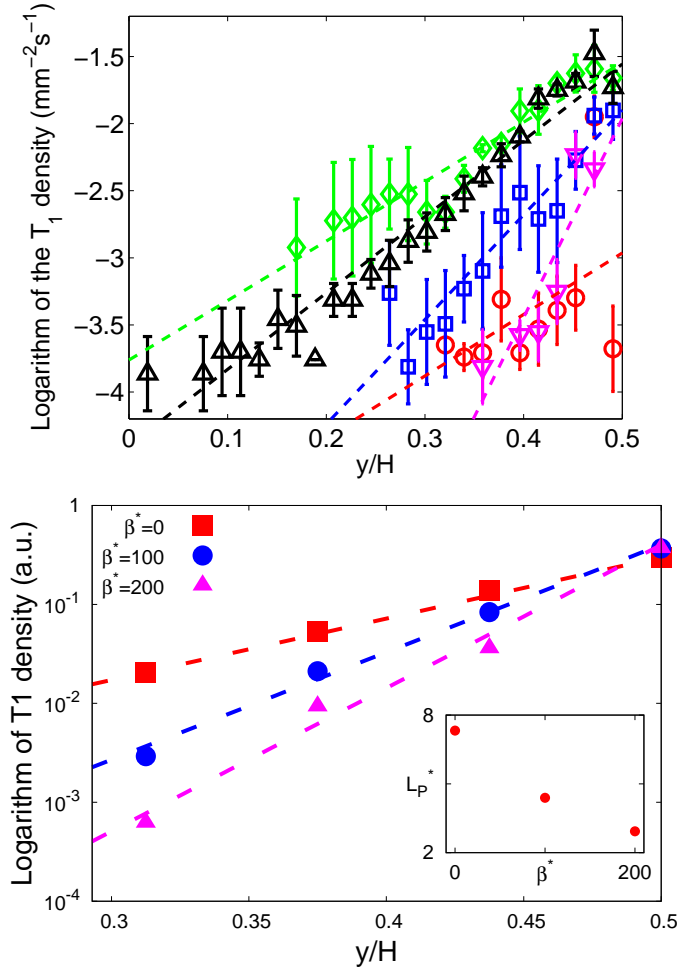 Logarithm of the T₁ density (mm⁻²s⁻¹)
-1.5
-2
-2.5
-3
-3.5
-4
0 0.1 0.2 0.3 0.4 0.5
y/H
Logarithm of T1 density (a.u.)
1
10⁻¹
10⁻²
10⁻³
10⁻⁴
β*=0
β*=100
β*=200
8
L_P*
2
0 β* 200
0.3 0.35 0.4 0.45 0.5
y/H